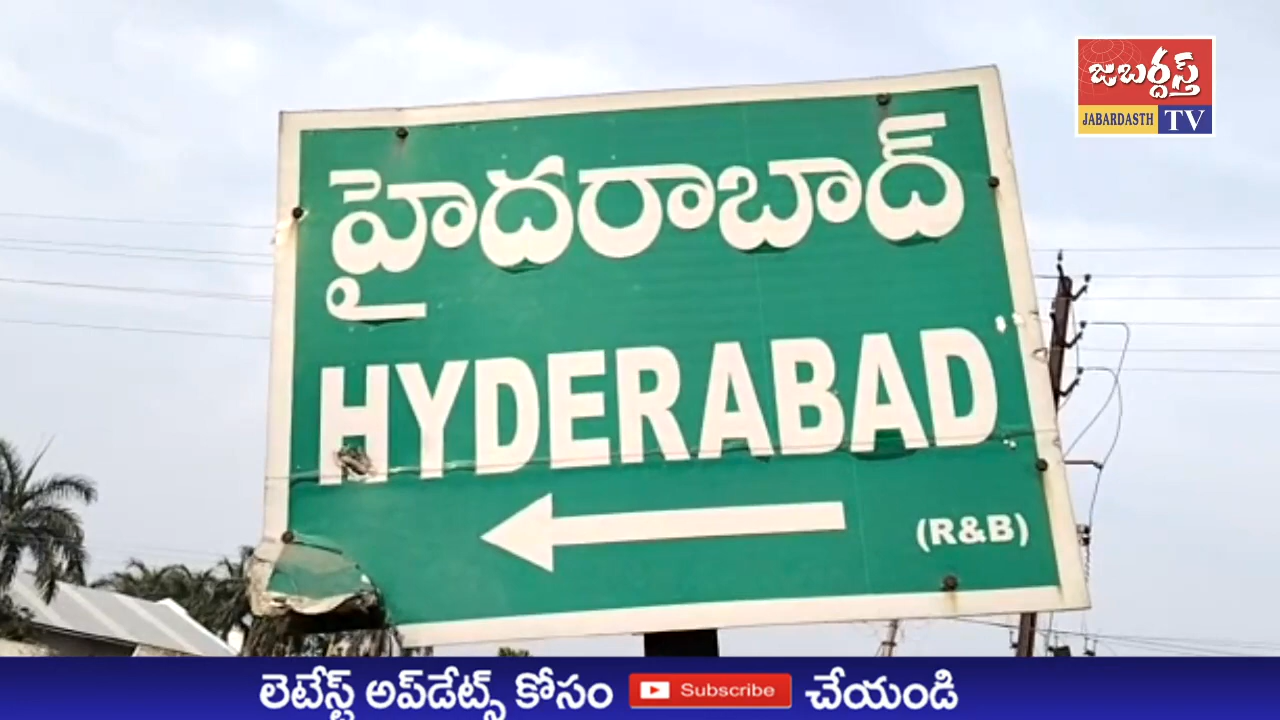 జబర్దస్త్
JABARDASTH TV
హైదరాబాద్
HYDERABAD
(R&B)
లెటేస్ట్ అప్‌డేట్స్ కోసం Subscribe చేయండి